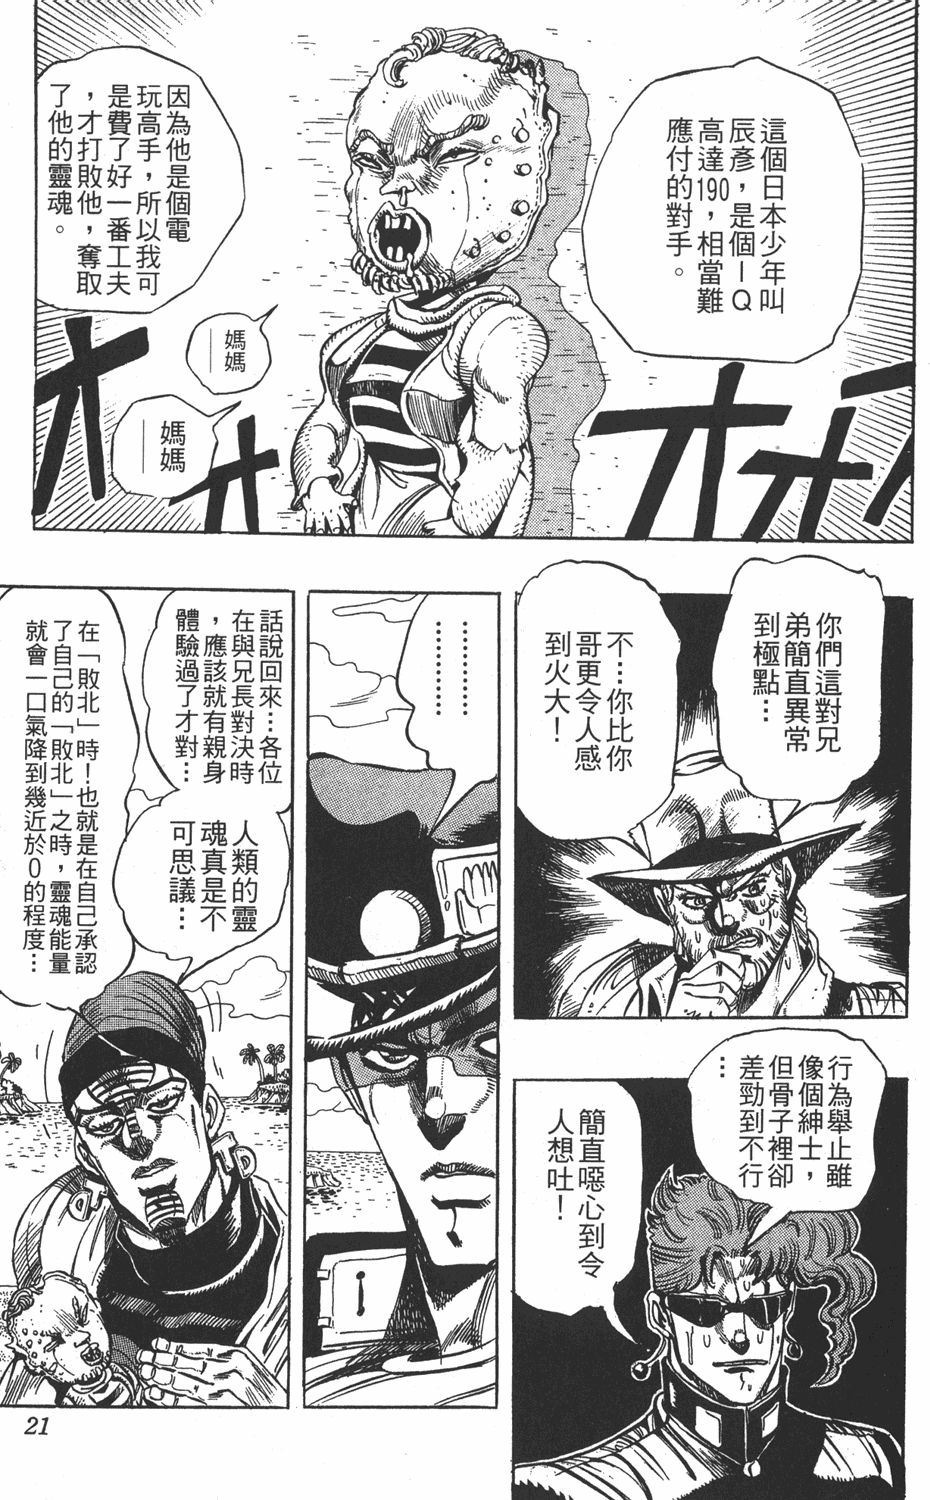 這個日本少年叫
辰彥，是個IQ
高達190，相當難
應付的對手。
因為他是個電
玩高手，所以我可
是費了好一番工夫
，才打敗他，奪取
了他的靈魂。
媽媽
｜
媽媽
｜
オオオオオ
你們這對兄
弟簡直異常
到極點…
不…你比你
哥更令人感
到火大！
行為舉止雖
像個紳士，
但骨子裡卻
差勁到不行
…
簡直噁心到令
人想吐！
………
………
話說回來…各位
在與兄長對決時
，應該就有親身
體驗過了才對…
人類的靈
魂真是不
可思議…
在「敗北」時！也就是在自己承認
了自己的「敗北」之時，靈魂能量
就會一口氣降到幾近於0的程度…
21